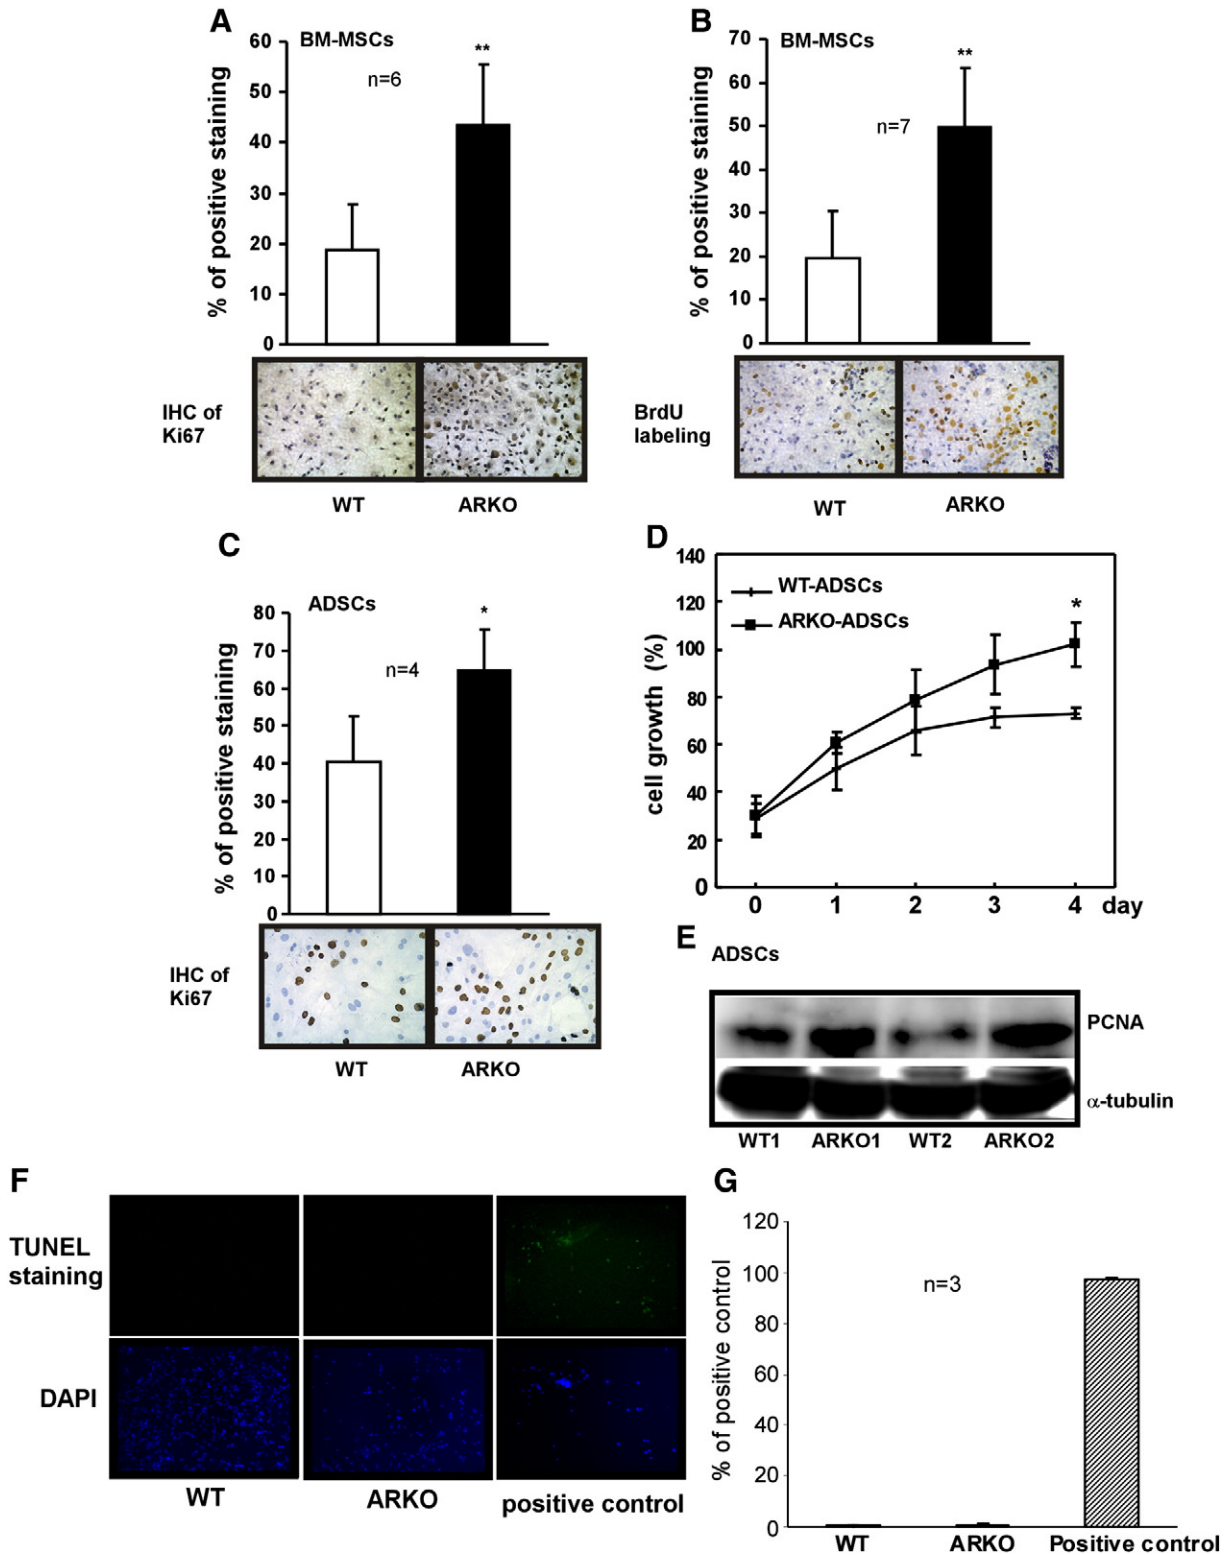 A
BM-MSCs
n=6
**
% of positive staining
60
50
40
30
20
10
0
IHC of
Ki67
WT
ARKO
B
BM-MSCs
n=7
**
% of positive staining
70
60
50
40
30
20
10
0
BrdU
labeling
WT
ARKO
C
ADSCs
n=4
*
% of positive staining
80
70
60
50
40
30
20
10
0
IHC of
Ki67
WT
ARKO
D
WT-ADSCs
ARKO-ADSCs
*
cell growth (%)
140
120
100
80
60
40
20
0
0 1 2 3 4 day
E
ADSCs
PCNA
α-tubulin
WT1 ARKO1 WT2 ARKO2
F
TUNEL
staining
DAPI
WT
ARKO
positive control
G
n=3
% of positive control
120
100
80
60
40
20
0
WT ARKO Positive control